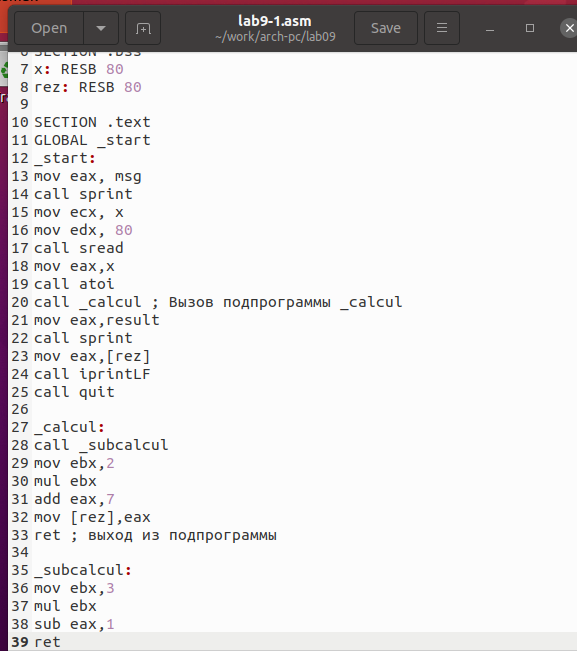 Open
lab9-1.asm
~/work/arch-pc/lab09
Save
6 SECTION .bss
7 x: RESB 80
8 rez: RESB 80
9
10 SECTION .text
11 GLOBAL _start
12 _start:
13 mov eax, msg
14 call sprint
15 mov ecx, x
16 mov edx, 80
17 call sread
18 mov eax,x
19 call atoi
20 call _calcul ; Вызов подпрограммы _calcul
21 mov eax,result
22 call sprint
23 mov eax,[rez]
24 call iprintLF
25 call quit
26
27 _calcul:
28 call _subcalcul
29 mov ebx,2
30 mul ebx
31 add eax,7
32 mov [rez],eax
33 ret ; выход из подпрограммы
34
35 _subcalcul:
36 mov ebx,3
37 mul ebx
38 sub eax,1
39 ret